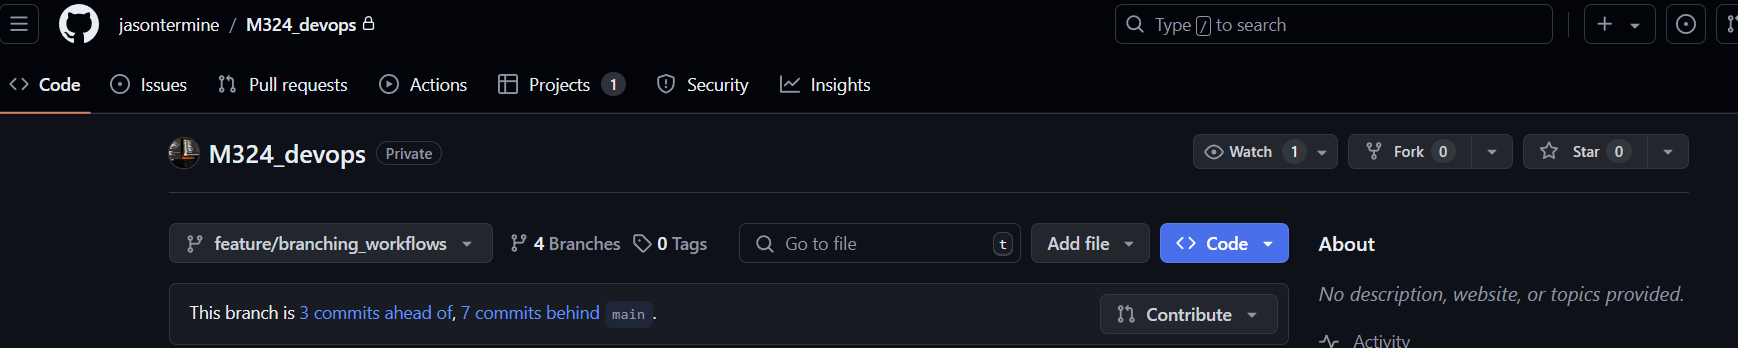 jasontermine / M324_devops
Type / to search
Code
Issues
Pull requests
Actions
Projects 1
Security
Insights
M324_devops Private
Watch 1
Fork 0
Star 0
feature/branching_workflows
4 Branches
0 Tags
Go to file t
Add file
Code
About
This branch is 3 commits ahead of, 7 commits behind main .
Contribute
No description, website, or topics provided.
Activity